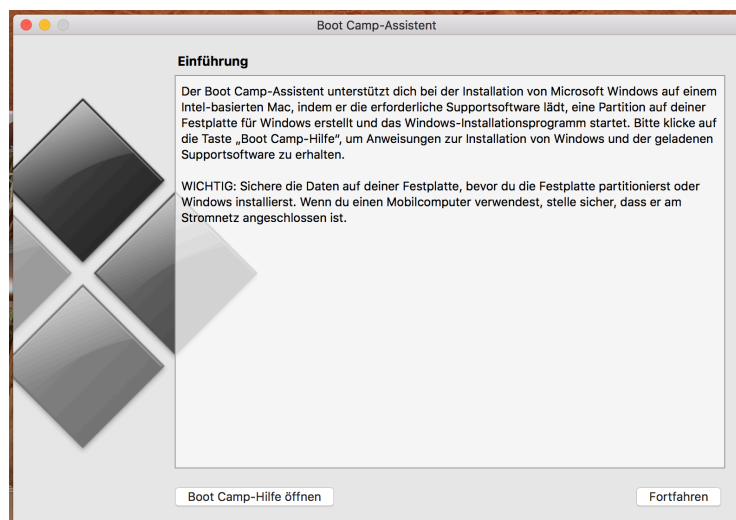 Boot Camp-Assistent
Einführung
Der Boot Camp-Assistent unterstützt dich bei der Installation von Microsoft Windows auf einem
Intel-basierten Mac, indem er die erforderliche Supportsoftware lädt, eine Partition auf deiner
Festplatte für Windows erstellt und das Windows-Installationsprogramm startet. Bitte klicke auf
die Taste „Boot Camp-Hilfe“, um Anweisungen zur Installation von Windows und der geladenen
Supportsoftware zu erhalten.
WICHTIG: Sichere die Daten auf deiner Festplatte, bevor du die Festplatte partitionierst oder
Windows installierst. Wenn du einen Mobilcomputer verwendest, stelle sicher, dass er am
Stromnetz angeschlossen ist.
Boot Camp-Hilfe öffnen
Fortfahren